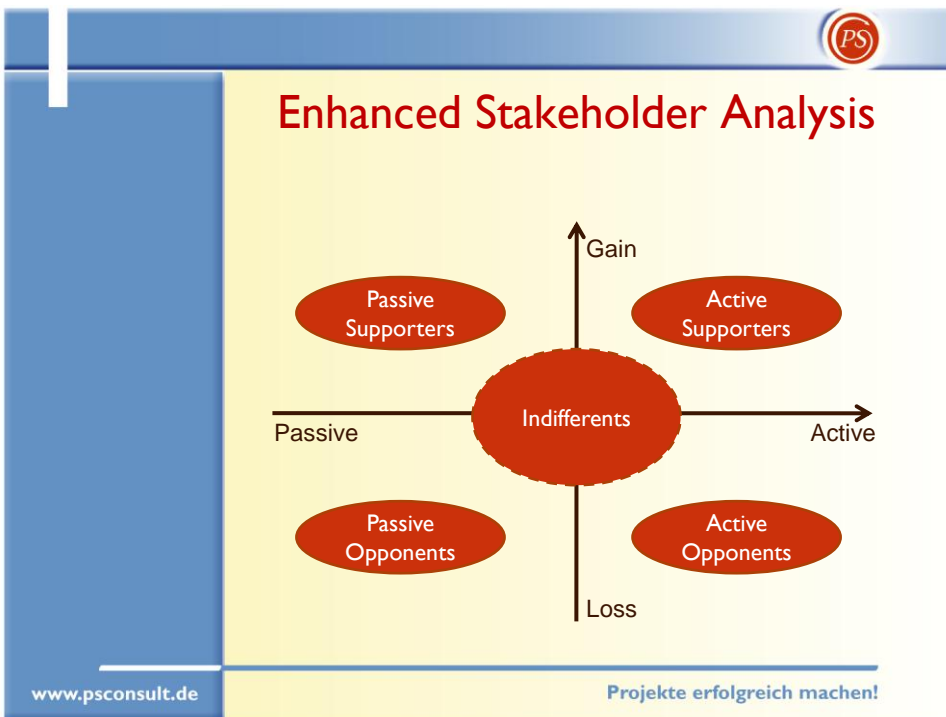 PS
Enhanced Stakeholder Analysis
Gain
Passive
Supporters
Active
Supporters
Indifferents
Passive
Active
Passive
Opponents
Active
Opponents
Loss
www.psconsult.de
Projekte erfolgreich machen!